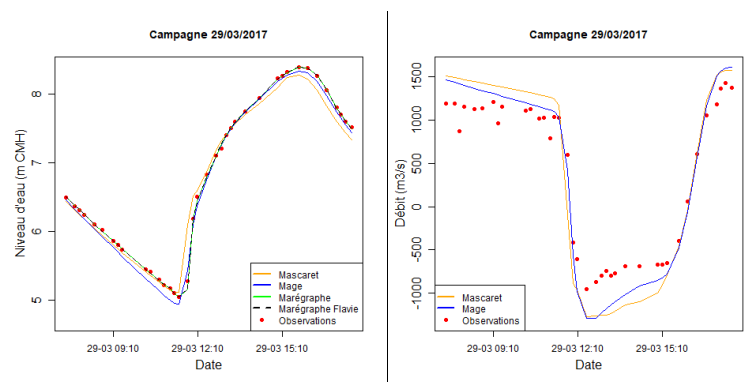 Campagne 29/03/2017
Niveau d'eau (m CMH)
8
7
6
5
Mascaret
Mage
Marégraphe
Marégraphe Flavie
Observations
29-03 09:10
29-03 12:10
29-03 15:10
Date
Campagne 29/03/2017
Débit (m3/s)
1500
1000
500
0
-500
-1000
Mascaret
Mage
Observations
29-03 09:10
29-03 12:10
29-03 15:10
Date